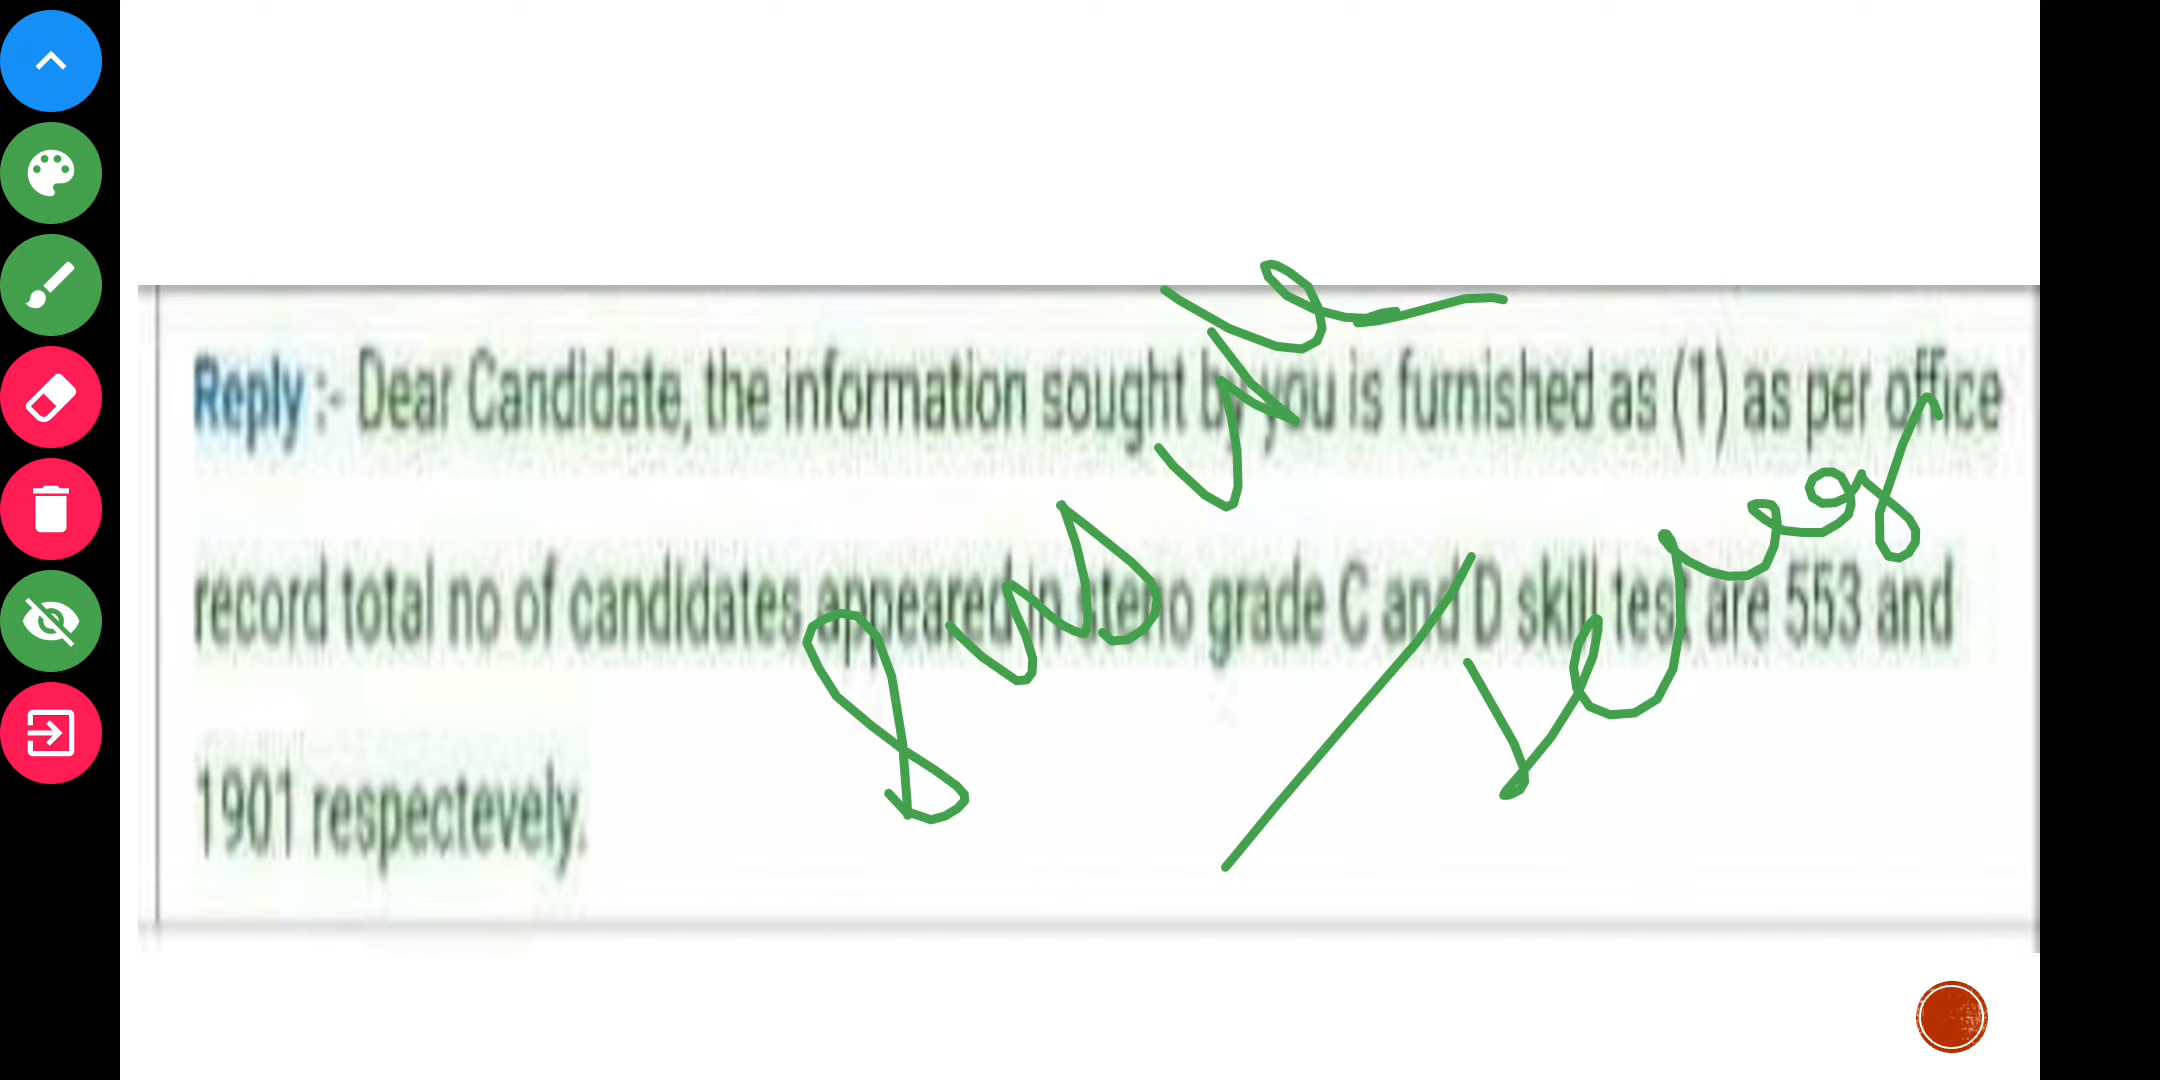 Reply :- Dear Candidate, the information sought by you is furnished as (1) as per office
record total no of candidates appeared in steno grade C and D skill test are 553 and
1901 respectevely.